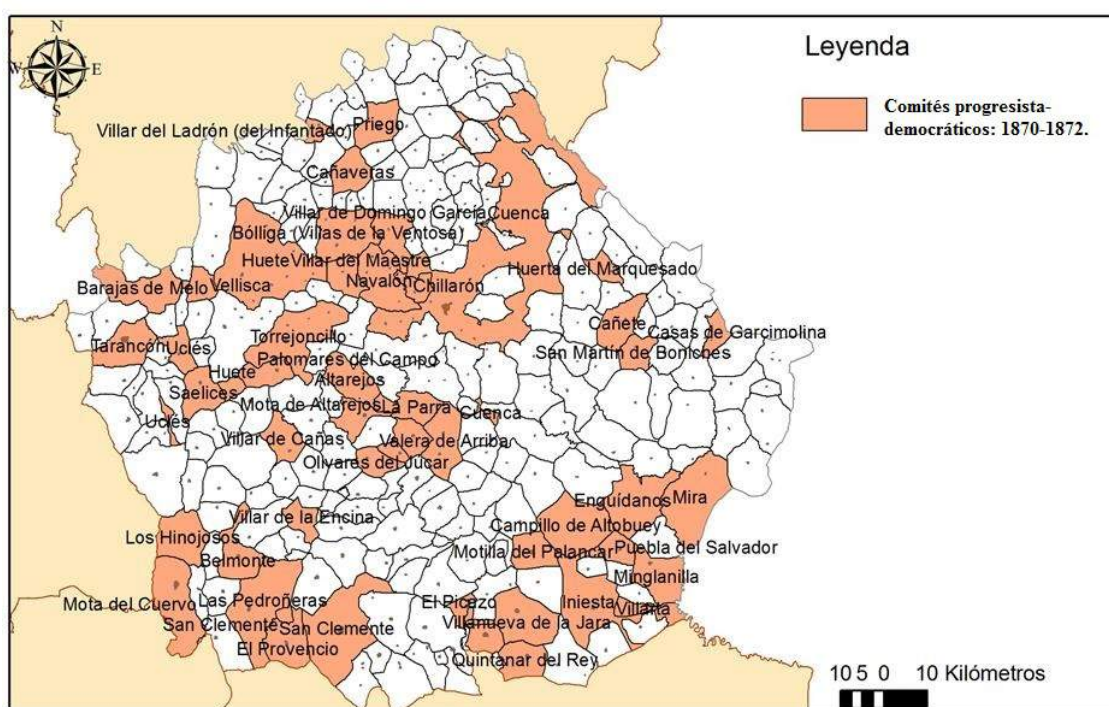 N
W
E
S
Leyenda
Comités progresista-
democráticos: 1870-1872.
Villar del Ladrón (del Infantado)
Priego
Cañaveras
Villar de Domingo García
Cuenca
Bólliga (Villas de la Ventosa)
Huete
Villar del Maestre
Huerta del Marquesado
Barajas de Melo
Vellisca
Navalón
Chillarón
Cañete
Casas de Garcimolina
Tarancón
Uclés
Torrejoncillo
San Martín de Boniches
Palomares del Campo
Huete
Altarejos
Saelices
Mota de Altarejos
La Parra
Cuenca
Uclés
Villar de Cañas
Valera de Arriba
Olivares del Júcar
Enguídanos
Mira
Villar de la Encina
Campillo de Altobuey
Los Hinojosos
Motilla del Palancar
Puebla del Salvador
Belmonte
Minglanilla
Mota del Cuervo
Las Pedroñeras
El Picazo
Iniesta
Villarta
San Clemente
San Clemente
Villanueva de la Jara
El Provencio
Quintanar del Rey
10 5 0 10 Kilómetros